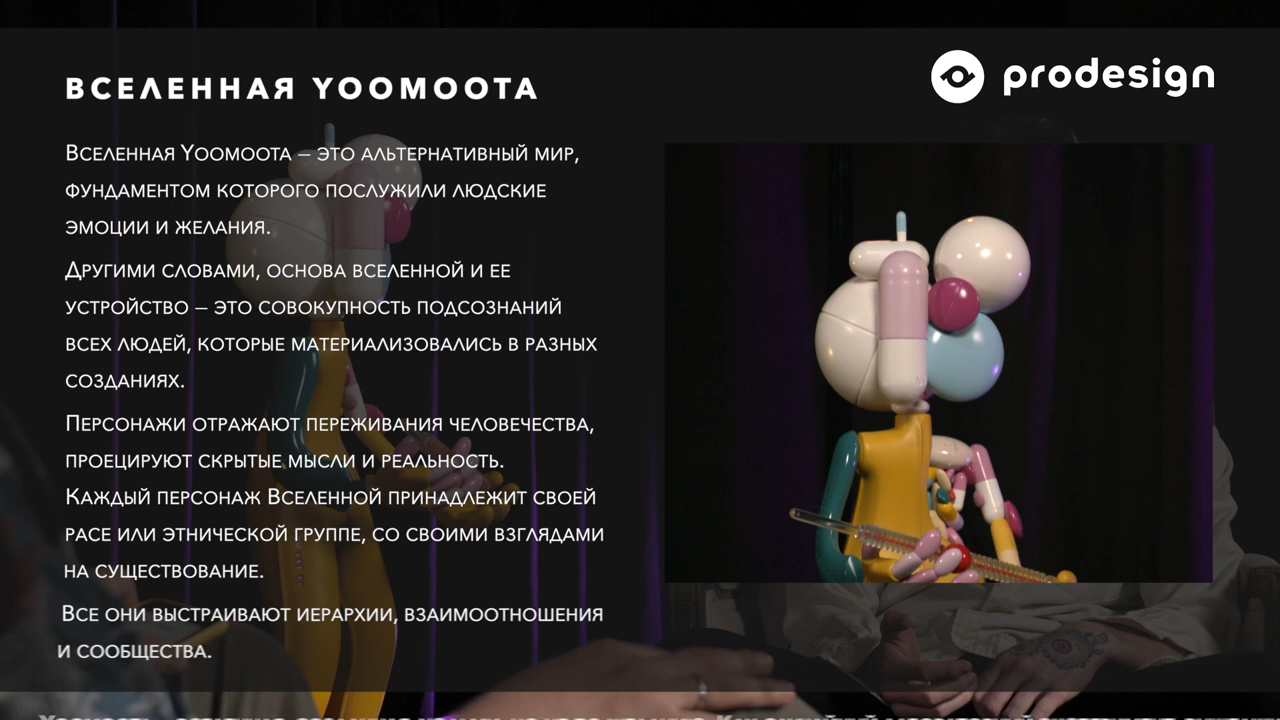 ВСЕЛЕННАЯ YOOMOOTA
prodesign
Вселенная Yoomoota – это альтернативный мир,
фундаментом которого послужили людские
эмоции и желания.
Другими словами, основа вселенной и ее
устройство – это совокупность подсознаний
всех людей, которые материализовались в разных
созданиях.
Персонажи отражают переживания человечества,
проецируют скрытые мысли и реальность.
Каждый персонаж Вселенной принадлежит своей
расе или этнической группе, со своими взглядами
на существование.
Все они выстраивают иерархии, взаимоотношения
и сообщества.